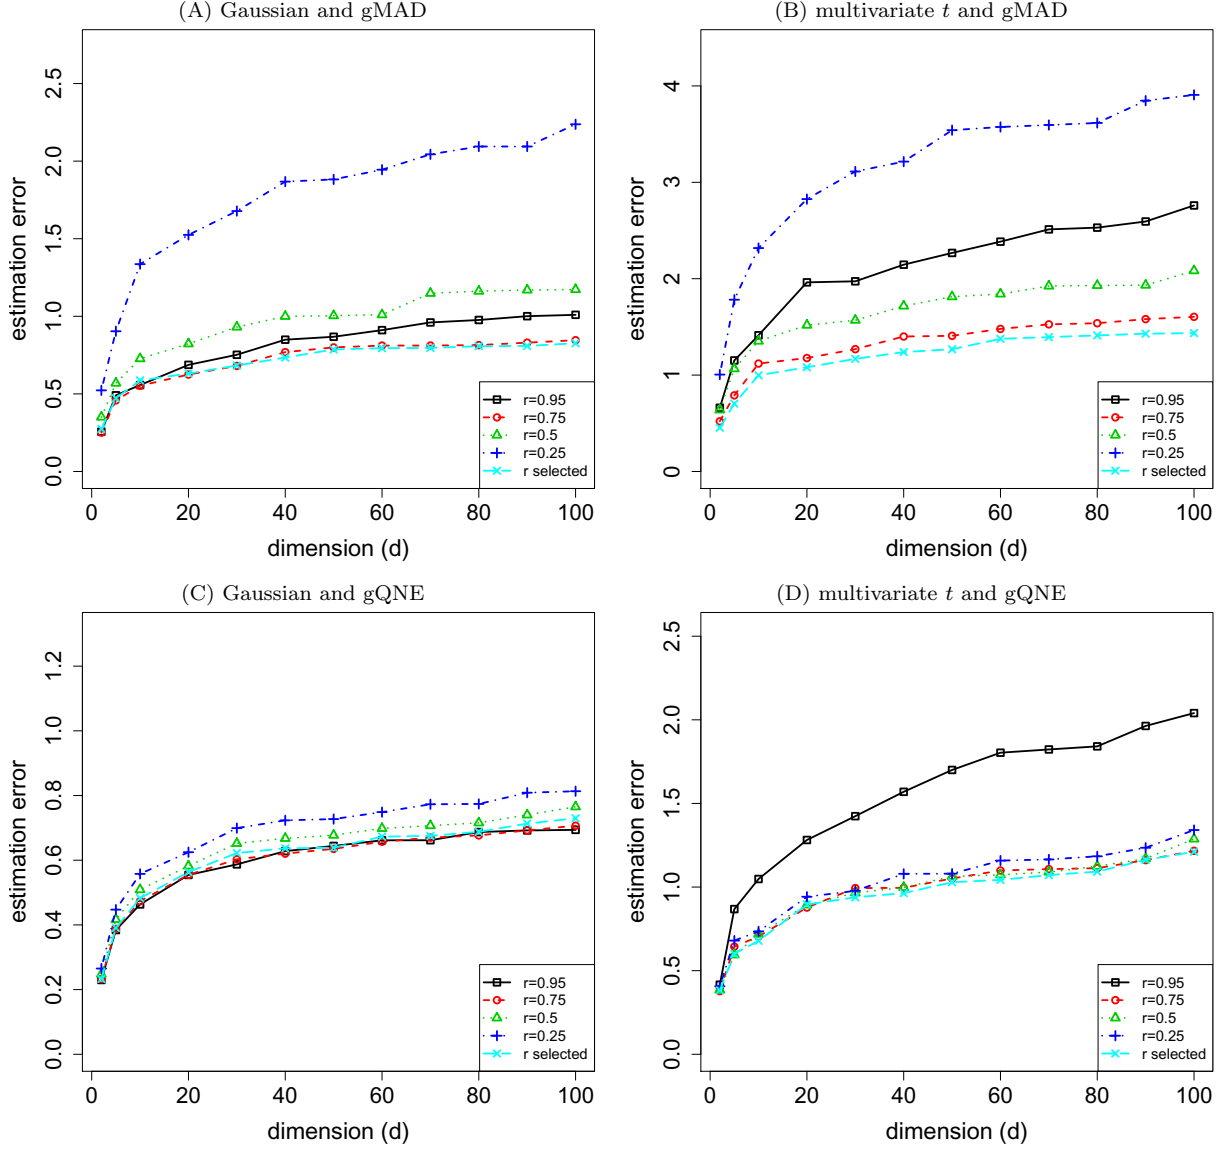 (A) Gaussian and gMAD
estimation error
2.5
2.0
1.5
1.0
0.5
0.0
r=0.95
r=0.75
r=0.5
r=0.25
r selected
0 20 40 60 80 100
dimension (d)
(B) multivariate t and gMAD
estimation error
4
3
2
1
0
r=0.95
r=0.75
r=0.5
r=0.25
r selected
0 20 40 60 80 100
dimension (d)
(C) Gaussian and gQNE
estimation error
1.2
1.0
0.8
0.6
0.4
0.2
0.0
r=0.95
r=0.75
r=0.5
r=0.25
r selected
0 20 40 60 80 100
dimension (d)
(D) multivariate t and gQNE
estimation error
2.5
2.0
1.5
1.0
0.5
0.0
r=0.95
r=0.75
r=0.5
r=0.25
r selected
0 20 40 60 80 100
dimension (d)